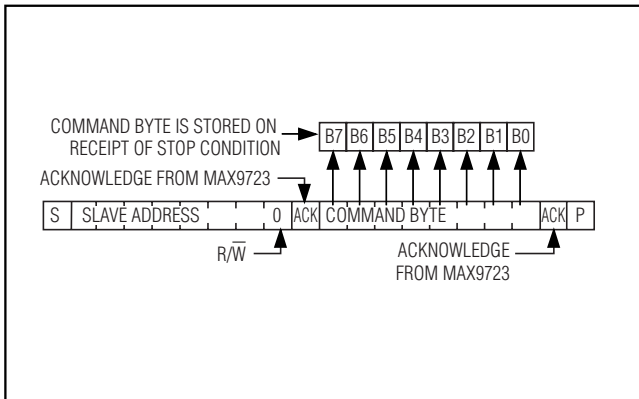 COMMAND BYTE IS STORED ON
RECEIPT OF STOP CONDITION
B7 B6 B5 B4 B3 B2 B1 B0
ACKNOWLEDGE FROM MAX9723
S SLAVE ADDRESS 0 ACK COMMAND BYTE ACK P
R/W̅
ACKNOWLEDGE
FROM MAX9723